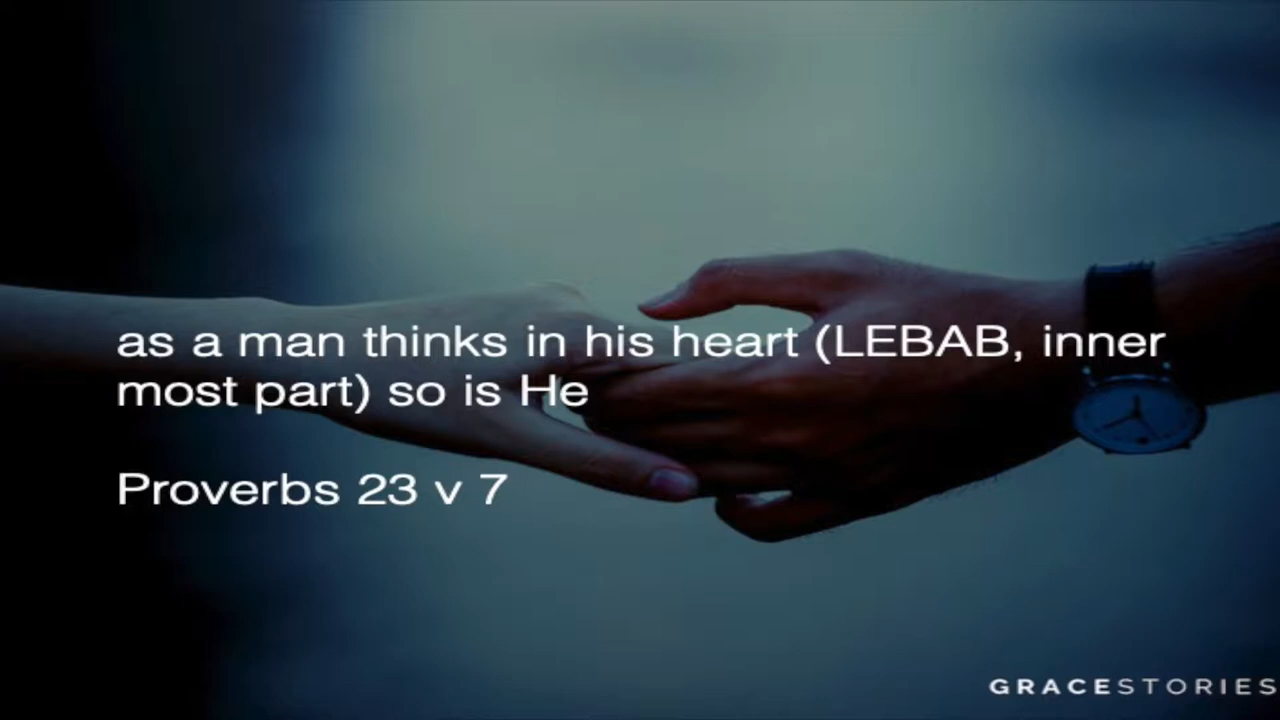 as a man thinks in his heart (LEBAB, inner
most part) so is He
Proverbs 23 v 7
GRACESTORIES